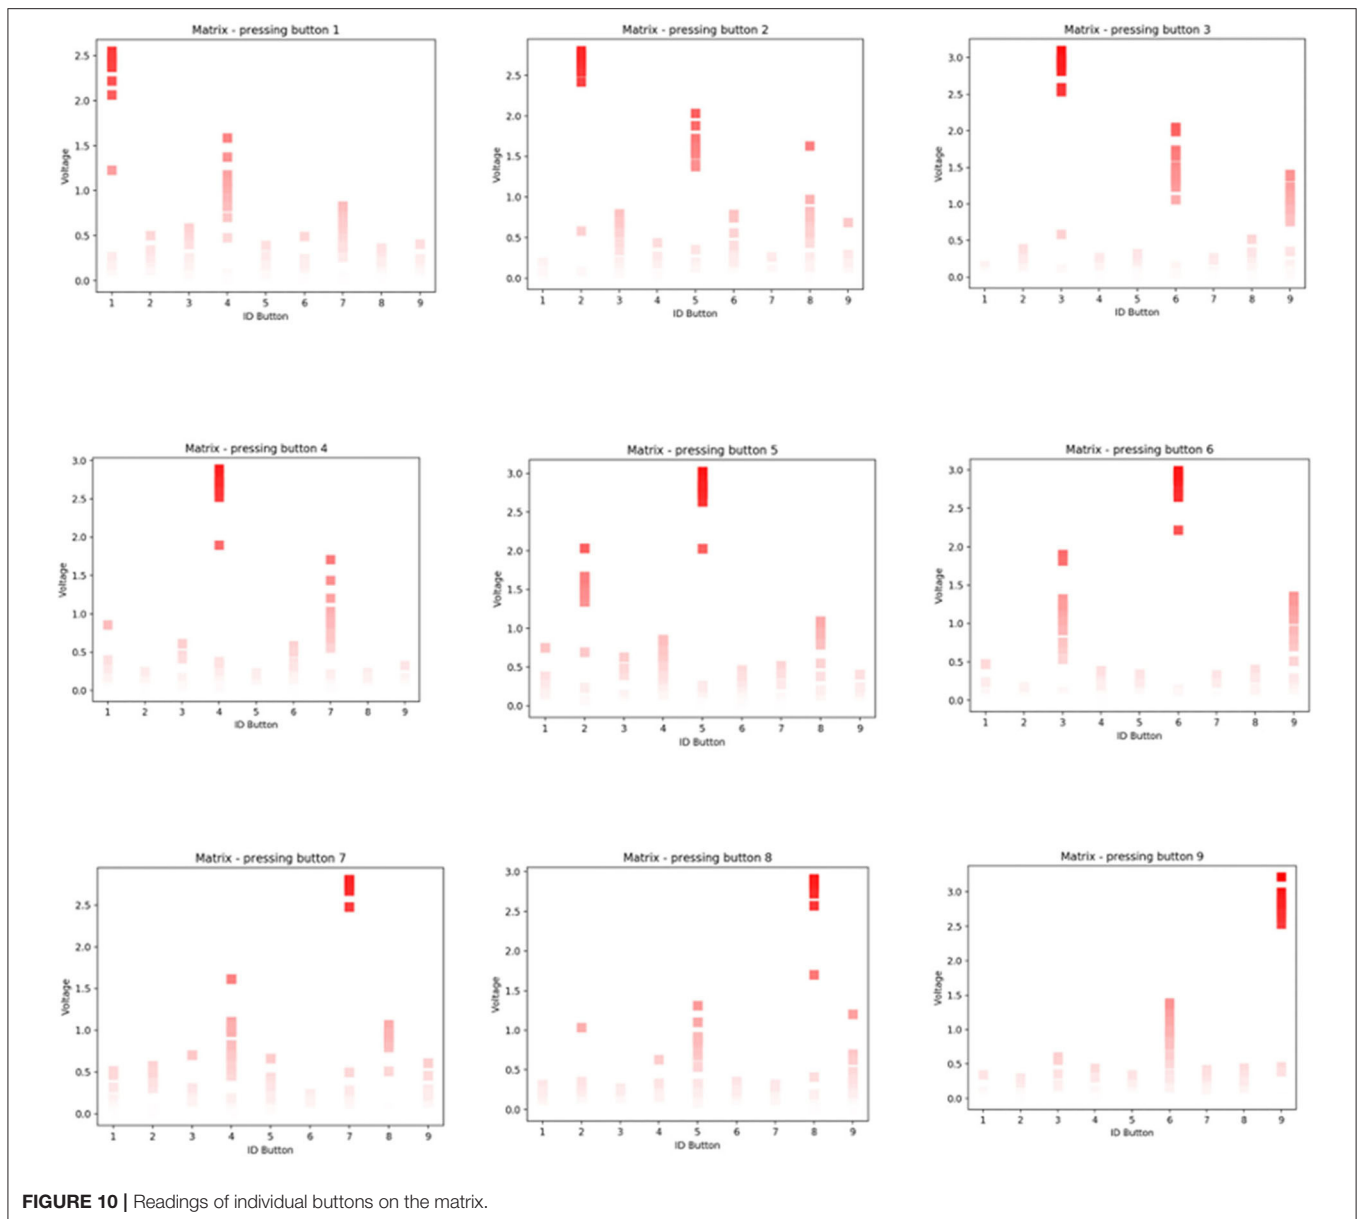 Matrix - pressing button 1
Voltage
2.5
2.0
1.5
1.0
0.5
0.0
1 2 3 4 5 6 7 8 9
ID Button
Matrix - pressing button 2
Voltage
2.5
2.0
1.5
1.0
0.5
0.0
1 2 3 4 5 6 7 8 9
ID Button
Matrix - pressing button 3
Voltage
3.0
2.5
2.0
1.5
1.0
0.5
0.0
1 2 3 4 5 6 7 8 9
ID Button
Matrix - pressing button 4
Voltage
3.0
2.5
2.0
1.5
1.0
0.5
0.0
1 2 3 4 5 6 7 8 9
ID Button
Matrix - pressing button 5
Voltage
3.0
2.5
2.0
1.5
1.0
0.5
0.0
1 2 3 4 5 6 7 8 9
ID Button
Matrix - pressing button 6
Voltage
3.0
2.5
2.0
1.5
1.0
0.5
0.0
1 2 3 4 5 6 7 8 9
ID Button
Matrix - pressing button 7
Voltage
2.5
2.0
1.5
1.0
0.5
0.0
1 2 3 4 5 6 7 8 9
ID Button
Matrix - pressing button 8
Voltage
3.0
2.5
2.0
1.5
1.0
0.5
0.0
1 2 3 4 5 6 7 8 9
ID Button
Matrix - pressing button 9
Voltage
3.0
2.5
2.0
1.5
1.0
0.5
0.0
1 2 3 4 5 6 7 8 9
ID Button
FIGURE 10 | Readings of individual buttons on the matrix.